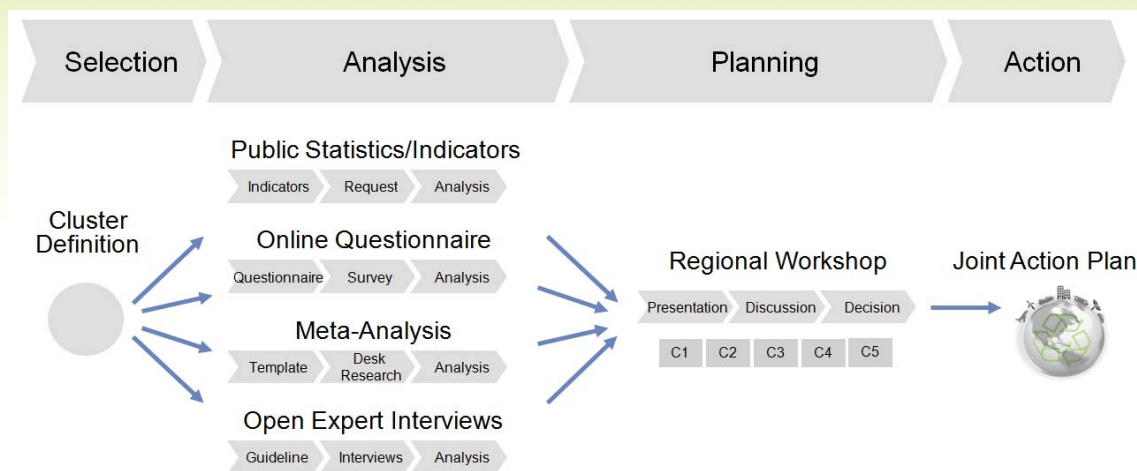 Selection
Analysis
Planning
Action
Cluster
Definition
Public Statistics/Indicators
Indicators
Request
Analysis
Online Questionnaire
Questionnaire
Survey
Analysis
Meta-Analysis
Template
Desk
Research
Analysis
Open Expert Interviews
Guideline
Interviews
Analysis
Regional Workshop
Presentation
Discussion
Decision
C1
C2
C3
C4
C5
Joint Action Plan